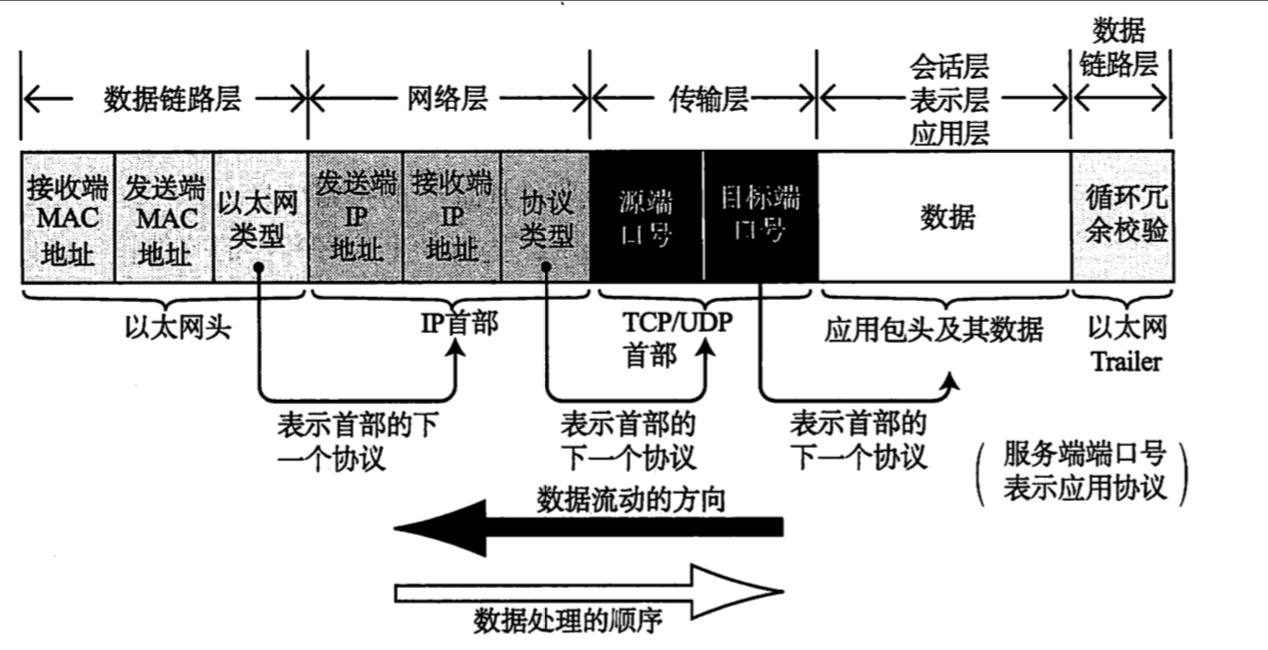 数据链路层
网络层
传输层
会话层
表示层
应用层
数据
链路层
接收端
MAC
地址
发送端
MAC
地址
以太网
类型
发送端
IP
地址
接收端
IP
地址
协议
类型
源端
口号
目标端
口号
数据
循环冗
余校验
以太网头
IP首部
TCP/UDP
首部
应用包头及其数据
以太网
Trailer
表示首部的下
一个协议
表示首部的
下一个协议
表示首部的
下一个协议
(服务端端口号
表示应用协议)
数据流动的方向
数据处理的顺序